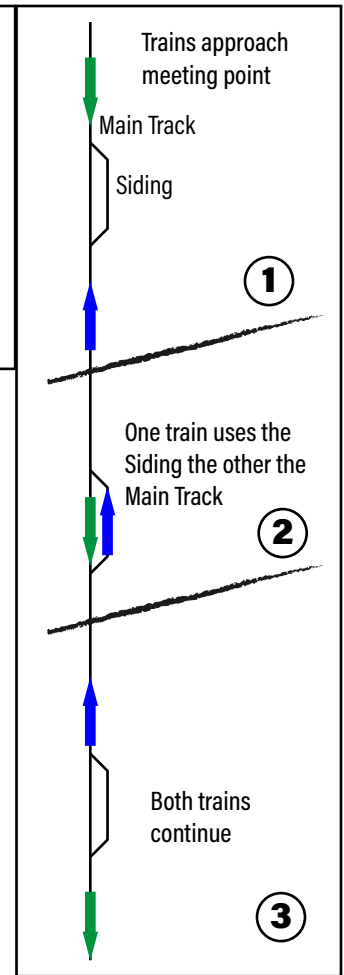 Trains approach
meeting point
Main Track
Siding
1
One train uses the
Siding the other the
Main Track
2
Both trains
continue
3